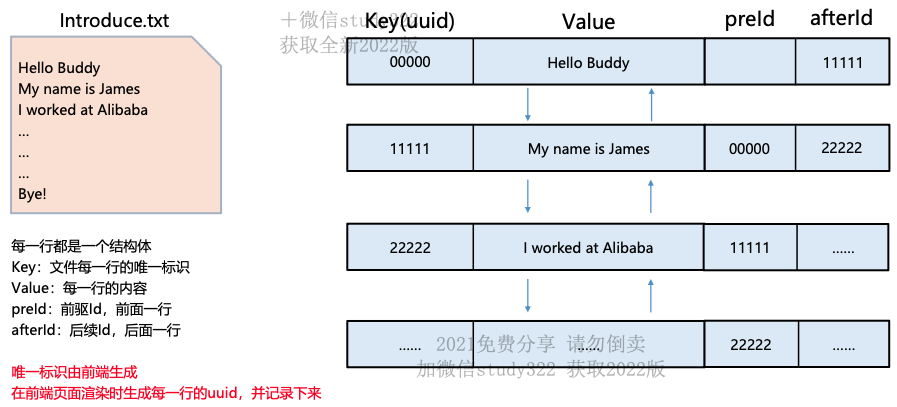 Introduce.txt
Hello Buddy
My name is James
I worked at Alibaba
...
...
...
Bye!
每一行都是一个结构体
Key：文件每一行的唯一标识
Value：每一行的内容
preId：前驱Id，前面一行
afterId：后续Id，后面一行
唯一标识由前端生成
在前端页面渲染时生成每一行的uuid，并记录下来
＋微信study322
获取全新2022版
Key(uuid) Value preId afterId
00000 Hello Buddy 11111
11111 My name is James 00000 22222
22222 I worked at Alibaba 11111 ......
...... ...... 22222 ......
2021免费分享 请勿倒卖
加微信study322 获取2022版